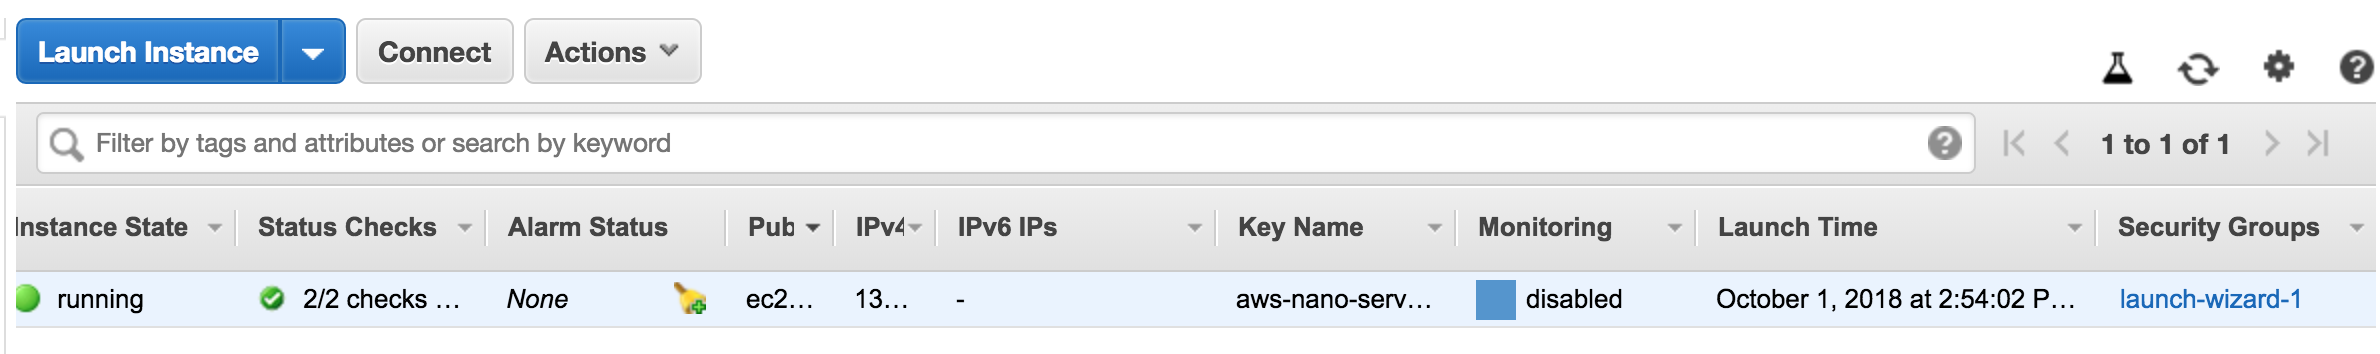 Launch Instance Connect Actions
Filter by tags and attributes or search by keyword 1 to 1 of 1
Instance State Status Checks Alarm Status Pub IPv4 IPv6 IPs Key Name Monitoring Launch Time Security Groups
running 2/2 checks ... None ec2... 13... - aws-nano-serv... disabled October 1, 2018 at 2:54:02 P... launch-wizard-1